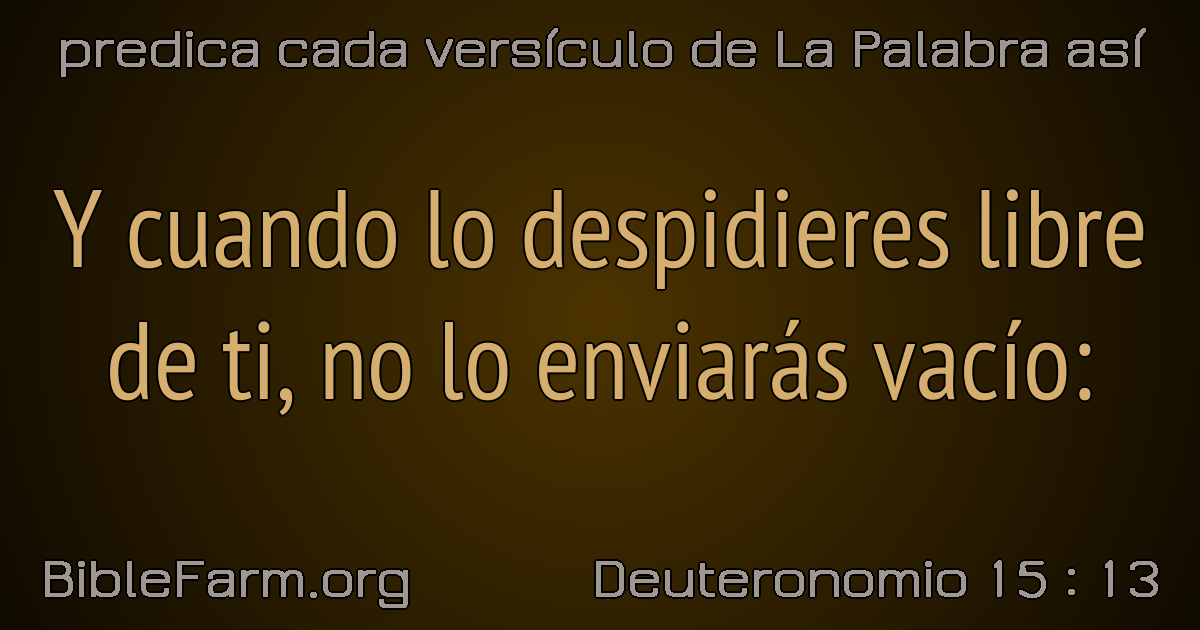 predica cada versículo de La Palabra así
Y cuando lo despidieres libre
de ti, no lo enviarás vacío:
BibleFarm.org
Deuteronomio 15 : 13